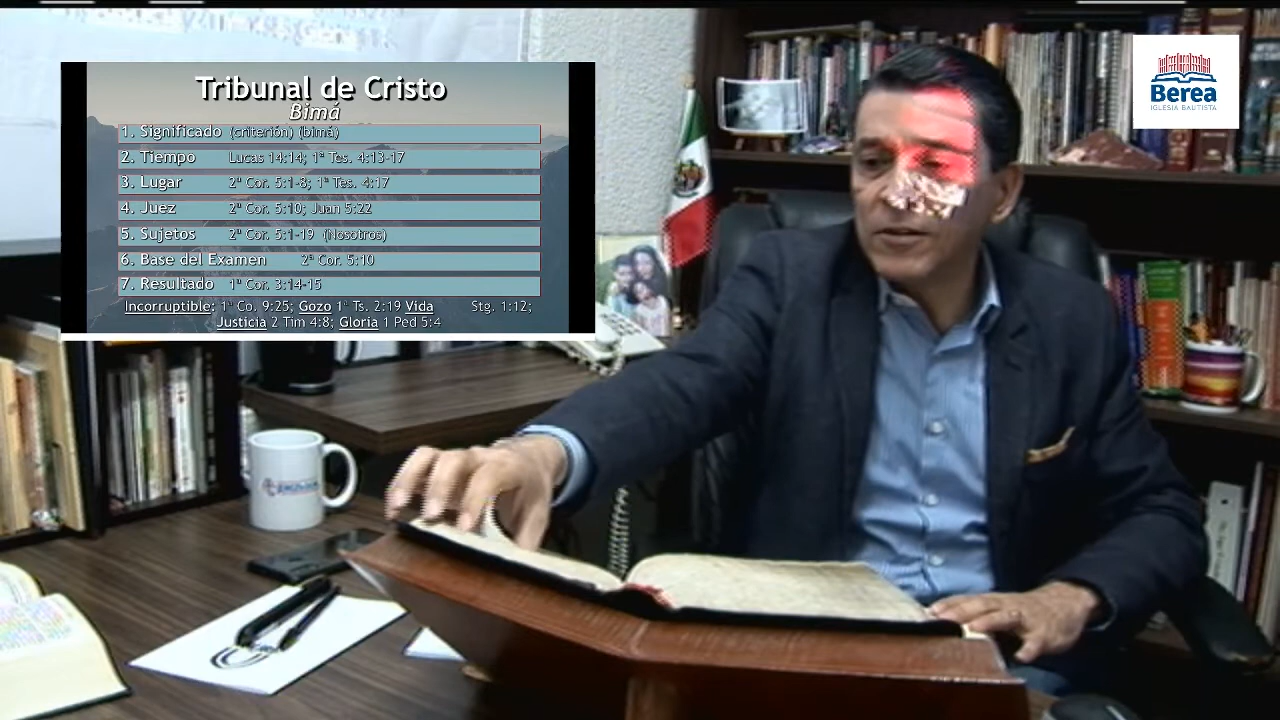 Tribunal de Cristo
Bimá
1. Significado (criterión) (bimá)
2. Tiempo Lucas 14:14; 1ª Tes. 4:13-17
3. Lugar 2ª Cor. 5:1-8; 1ª Tes. 4:17
4. Juez 2ª Cor. 5:10; Juan 5:22
5. Sujetos 2ª Cor. 5:1-19 (Nosotros)
6. Base del Examen 2ª Cor. 5:10
7. Resultado 1ª Cor. 3:14-15
Incorruptible: 1ª Co. 9:25; Gozo 1ª Ts. 2:19 Vida Stg. 1:12;
Justicia 2 Tim 4:8; Gloria 1 Ped 5:4
Berea
IGLESIA BAUTISTA